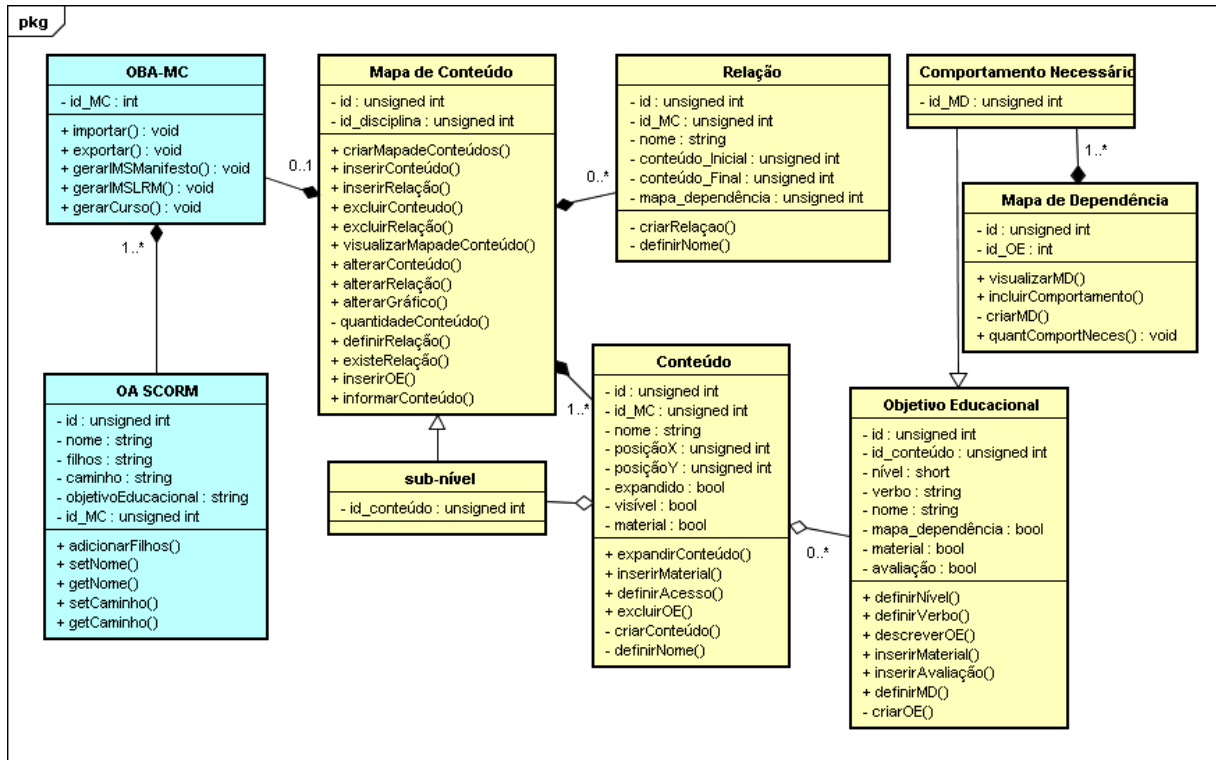 pkg
OBA-MC
- id_MC : int
+ importar() : void
+ exportar() : void
+ gerarIMSManifesto() : void
+ gerarIMSLRM() : void
+ gerarCurso() : void
0..1
1..*
Mapa de Conteúdo
- id : unsigned int
- id_disciplina : unsigned int
+ criarMapadeConteúdos()
+ inserirConteúdo()
+ inserirRelação()
+ excluirConteudo()
+ excluirRelação()
+ visualizarMapadeConteúdo()
+ alterarConteúdo()
+ alterarRelação()
+ alterarGráfico()
- quantidadeConteúdo()
+ definirRelação()
+ existeRelação()
+ inserirOE()
+ informarConteúdo()
0..*
1..*
Relação
- id : unsigned int
- id_MC : unsigned int
- nome : string
- conteúdo_Inicial : unsigned int
- conteúdo_Final : unsigned int
- mapa_dependência : unsigned int
- criarRelaçao()
- definirNome()
Comportamento Necessário
- id_MD : unsigned int
1..*
Mapa de Dependência
- id : unsigned int
- id_OE : int
+ visualizarMD()
+ incluirComportamento()
- criarMD()
+ quantComportNeces() : void
OA SCORM
- id : unsigned int
- nome : string
- filhos : string
- caminho : string
- objetivoEducacional : string
- id_MC : unsigned int
+ adicionarFilhos()
+ setNome()
+ getNome()
+ setCaminho()
+ getCaminho()
sub-nível
- id_conteúdo : unsigned int
Conteúdo
- id : unsigned int
- id_MC : unsigned int
- nome : string
- posiçãoX : unsigned int
- posiçãoY : unsigned int
- expandido : bool
- visível : bool
- material : bool
+ expandirConteúdo()
+ inserirMaterial()
+ definirAcesso()
+ excluirOE()
- criarConteúdo()
- definirNome()
0..*
Objetivo Educacional
- id : unsigned int
- id_conteúdo : unsigned int
- nível : short
- verbo : string
- nome : string
- mapa_dependência : bool
- material : bool
- avaliação : bool
+ definirNível()
+ definirVerbo()
+ descreverOE()
+ inserirMaterial()
+ inserirAvaliação()
+ definirMD()
- criarOE()